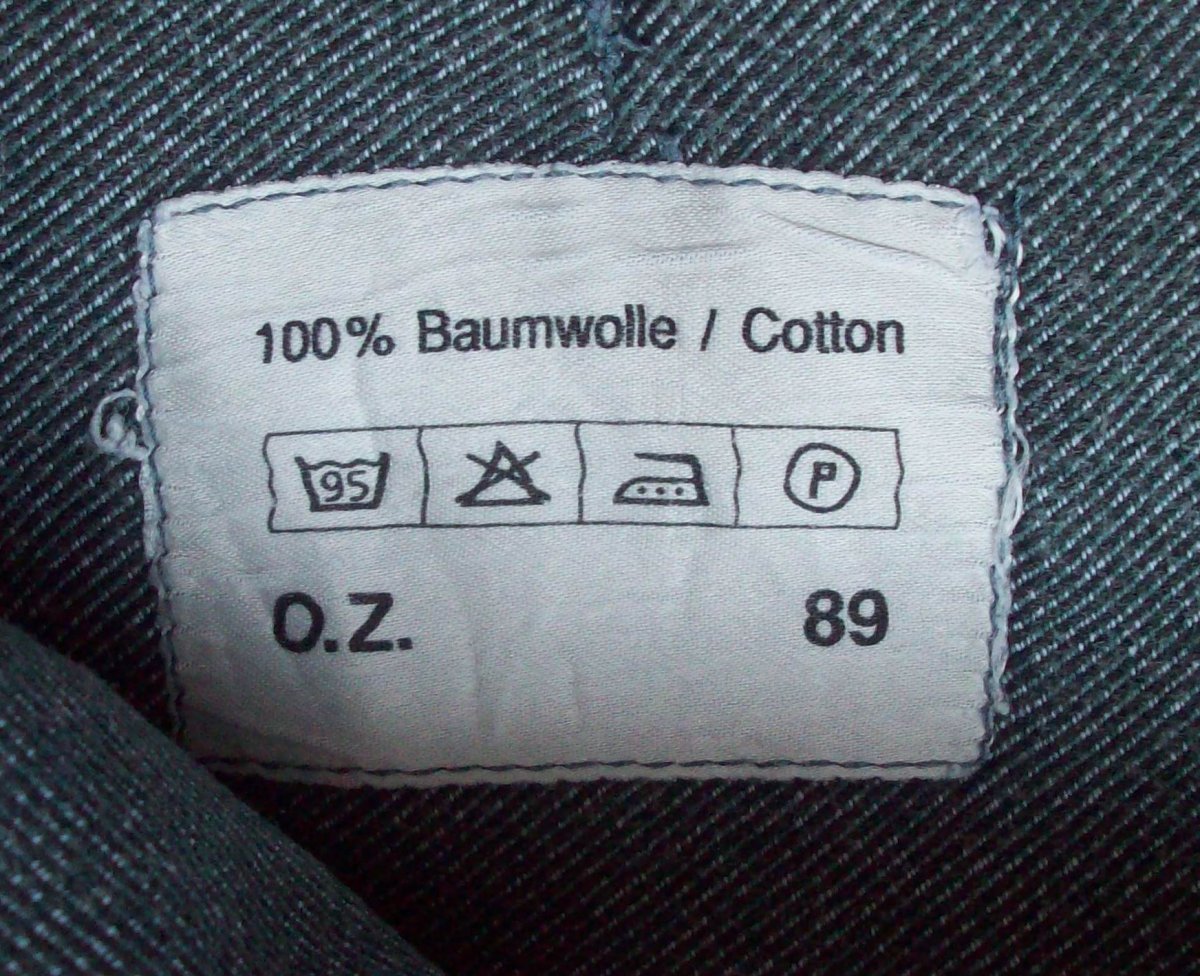 100% Baumwolle / Cotton
95 P
O.Z. 89